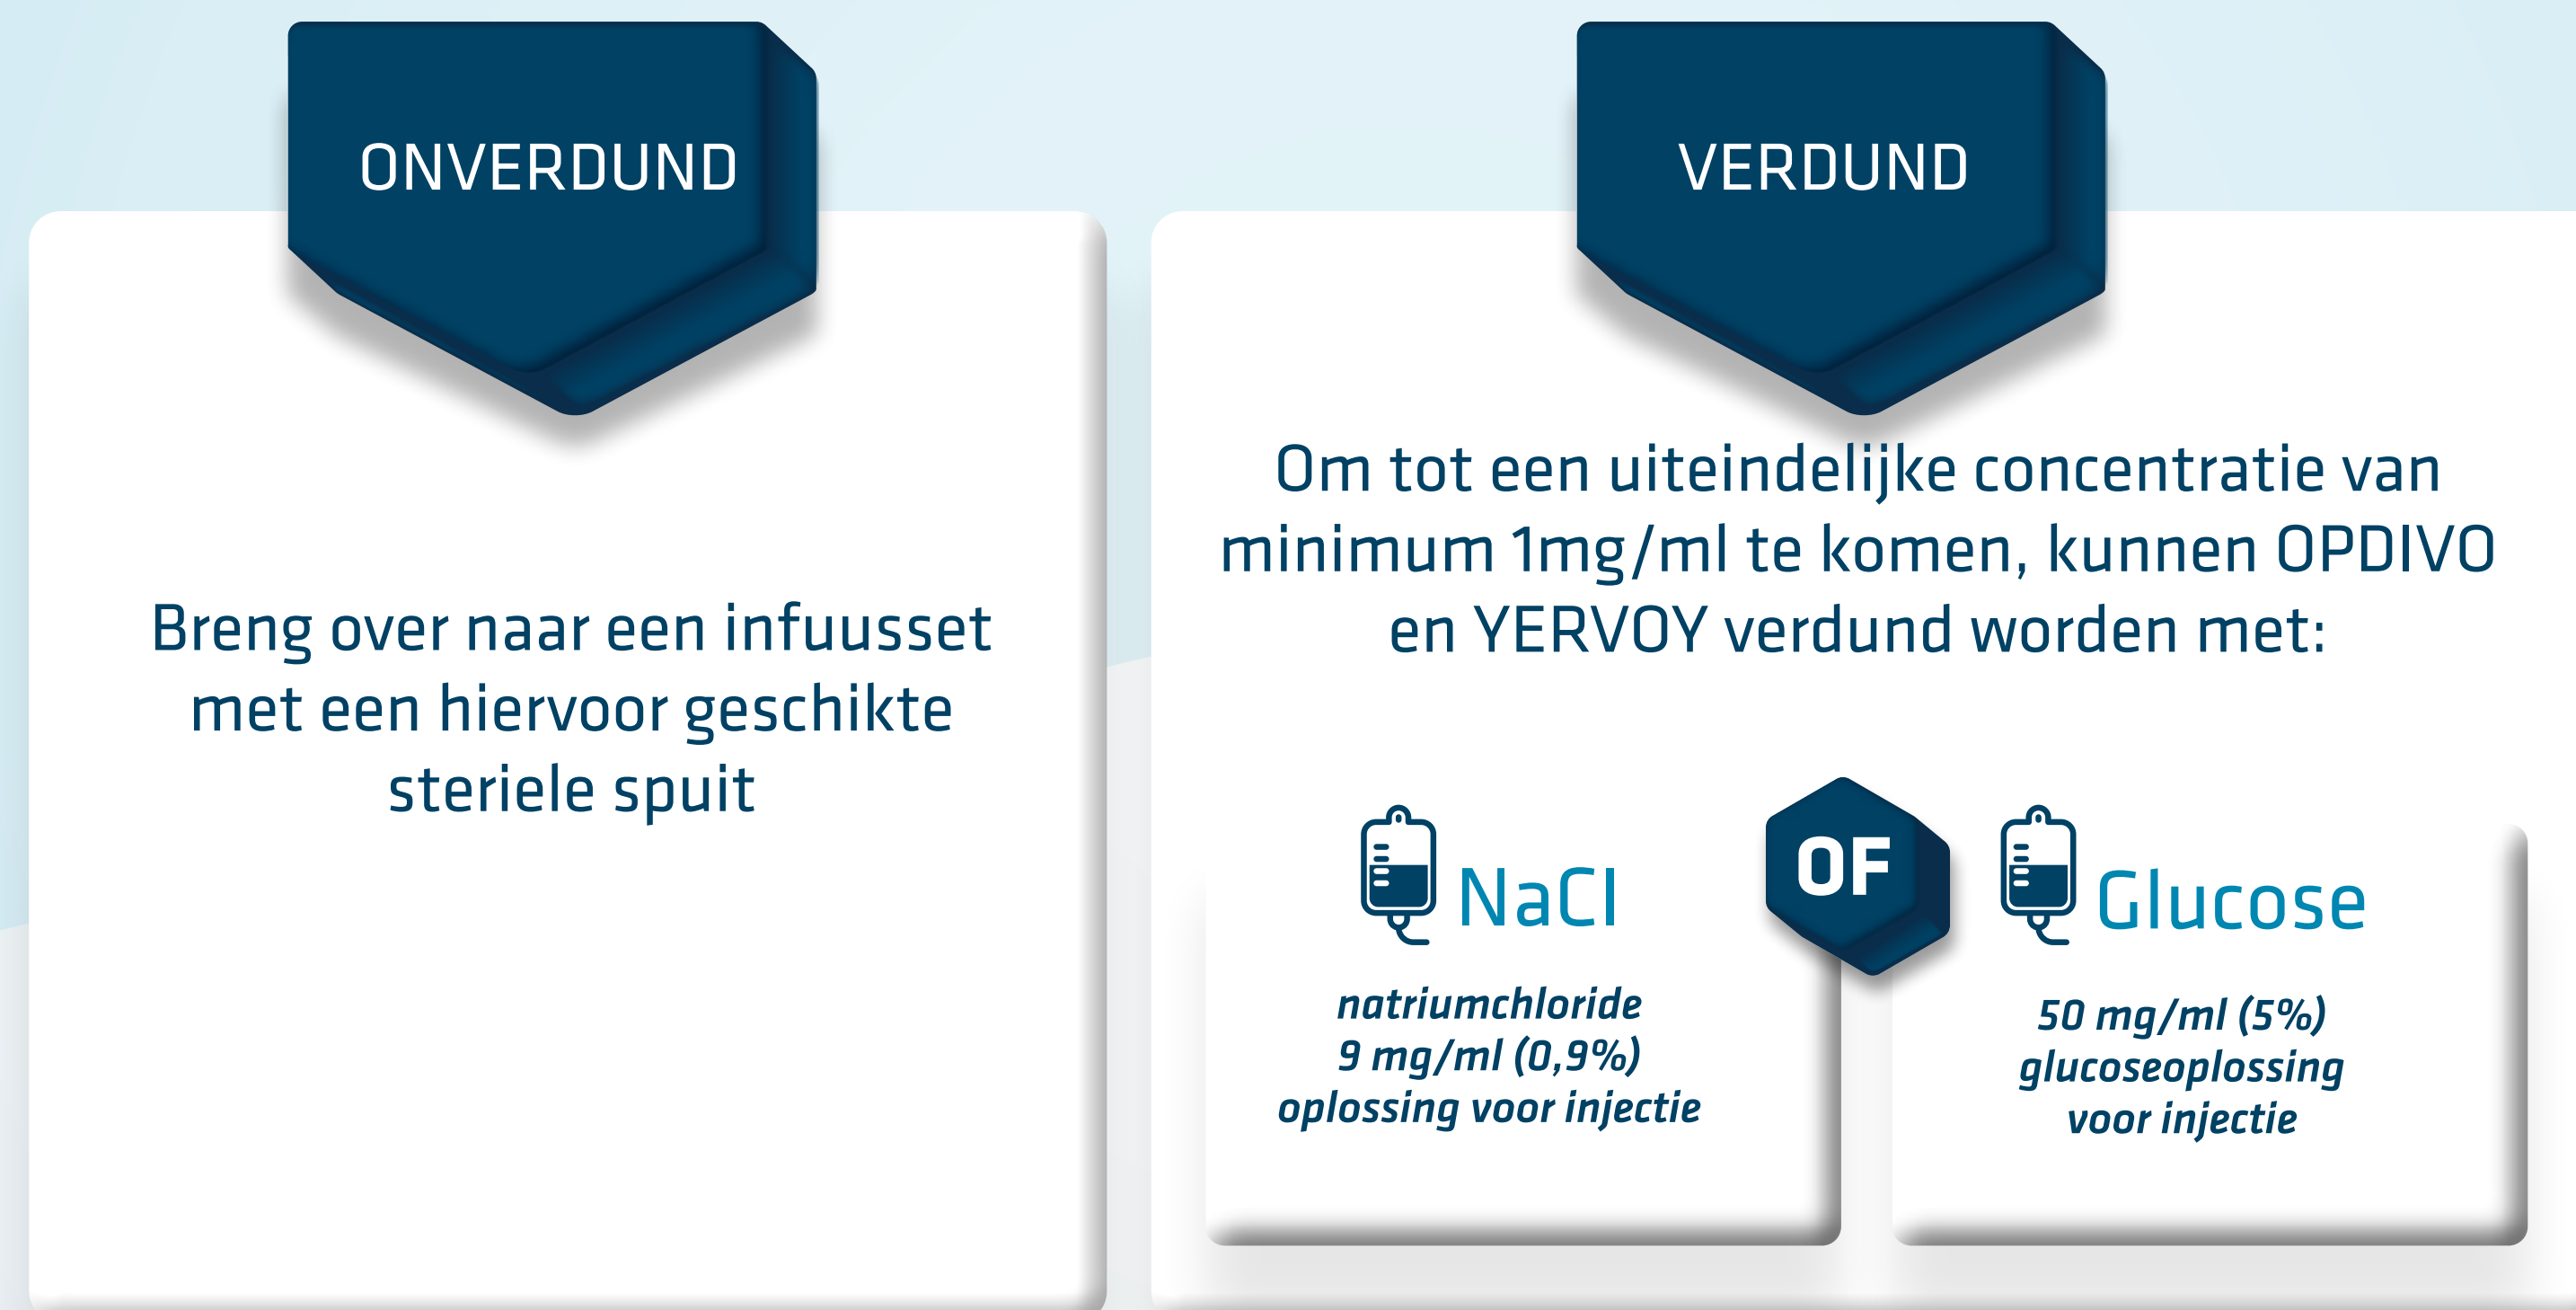 ONVERDUND
Breng over naar een infuusset
met een hiervoor geschikte
steriele spuit
VERDUND
Om tot een uiteindelijke concentratie van
minimum 1mg/ml te komen, kunnen OPDIVO
en YERVOY verdund worden met:
NaCl
natriumchloride
9 mg/ml (0,9%)
oplossing voor injectie
OF
Glucose
50 mg/ml (5%)
glucoseoplossing
voor injectie